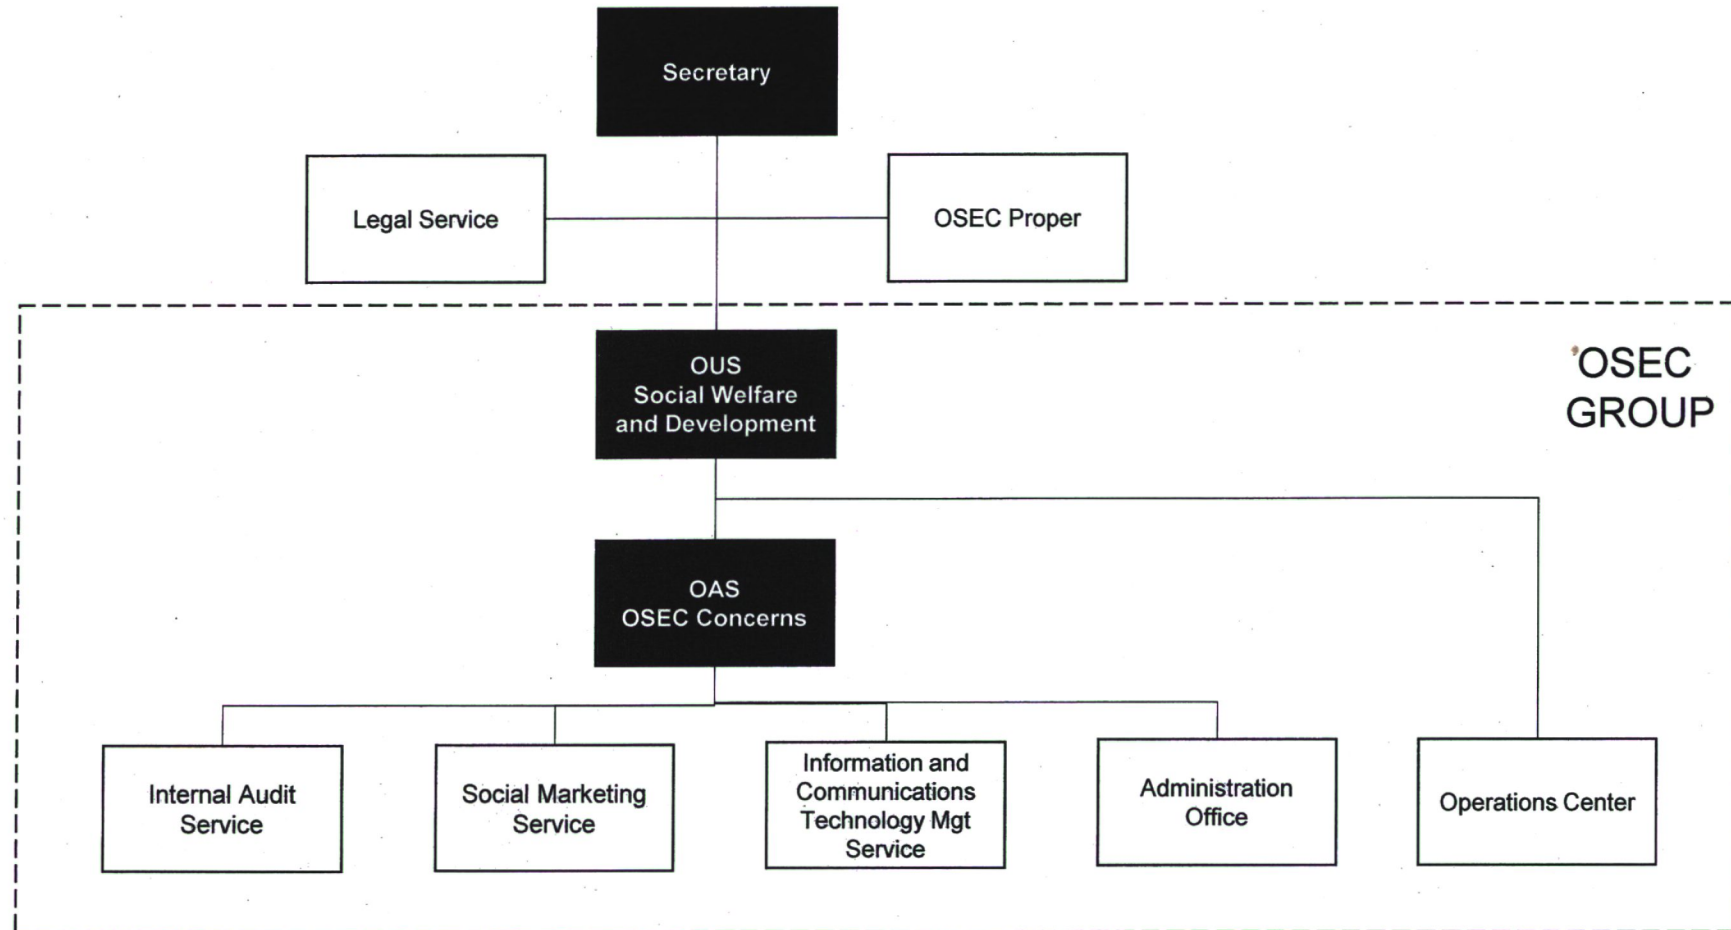 Secretary
Legal Service
OSEC Proper
OUS
Social Welfare
and Development
OSEC
GROUP
OAS
OSEC Concerns
Internal Audit
Service
Social Marketing
Service
Information and
Communications
Technology Mgt
Service
Administration
Office
Operations Center